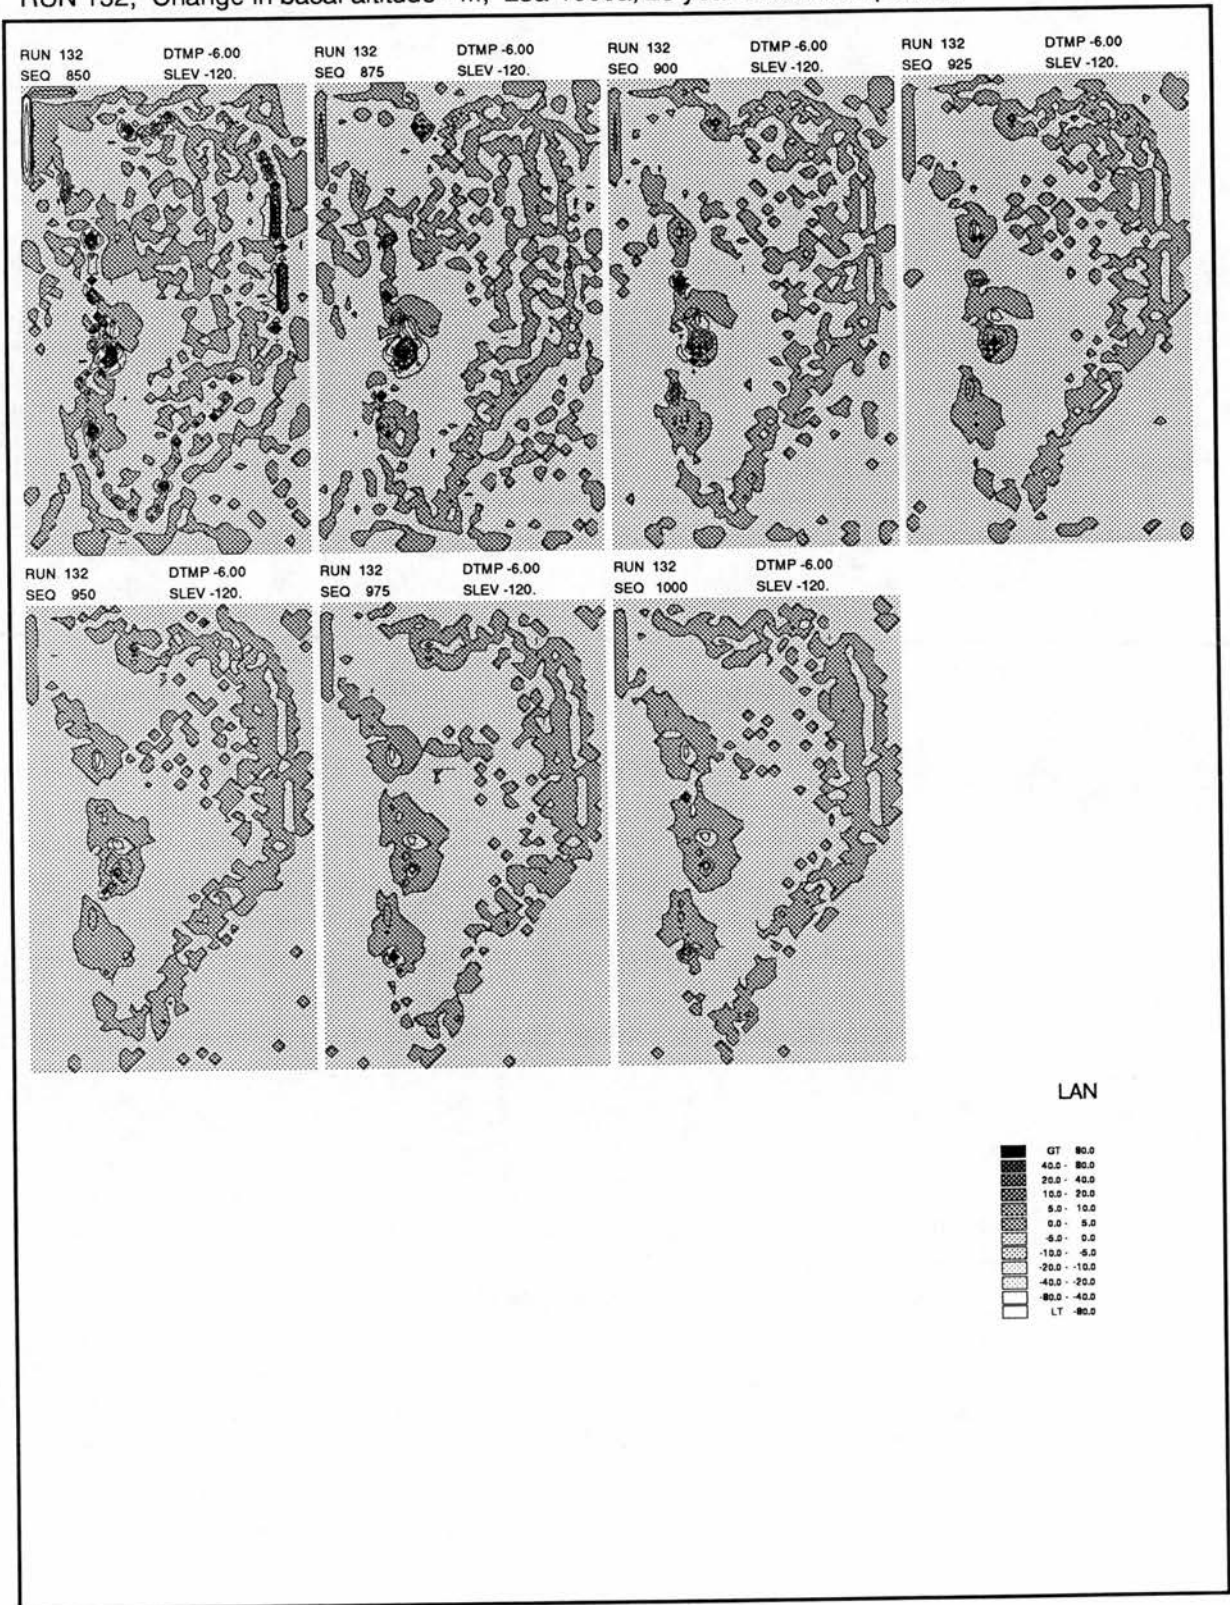 RUN 132, Change in basal altitude
RUN 132 DTMP -6.00
SEQ 850 SLEV -120.
RUN 132 DTMP -6.00
SEQ 875 SLEV -120.
RUN 132 DTMP -6.00
SEQ 900 SLEV -120.
RUN 132 DTMP -6.00
SEQ 925 SLEV -120.
RUN 132 DTMP -6.00
SEQ 950 SLEV -120.
RUN 132 DTMP -6.00
SEQ 975 SLEV -120.
RUN 132 DTMP -6.00
SEQ 1000 SLEV -120.
LAN
GT 80.0
40.0 - 80.0
20.0 - 40.0
10.0 - 20.0
5.0 - 10.0
0.0 - 5.0
-5.0 - 0.0
-10.0 - -5.0
-20.0 - -10.0
-40.0 - -20.0
-80.0 - -40.0
LT -80.0